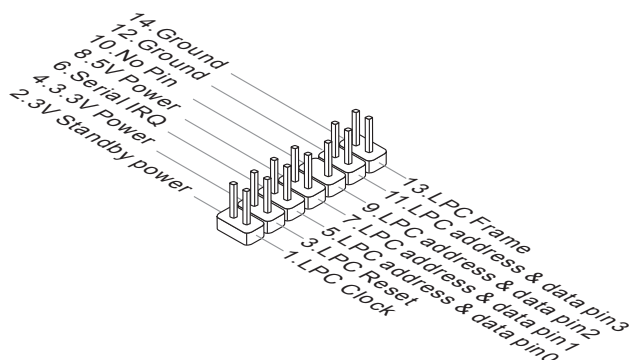 14.Ground
12.Ground
10.No Pin
8.5V Power
6.Serial IRQ
4.3.3V Power
2.3V Standby power
13.LPC Frame
11.LPC address & data pin3
9.LPC address & data pin2
7.LPC address & data pin1
5.LPC address & data pin0
3.LPC Reset
1.LPC Clock